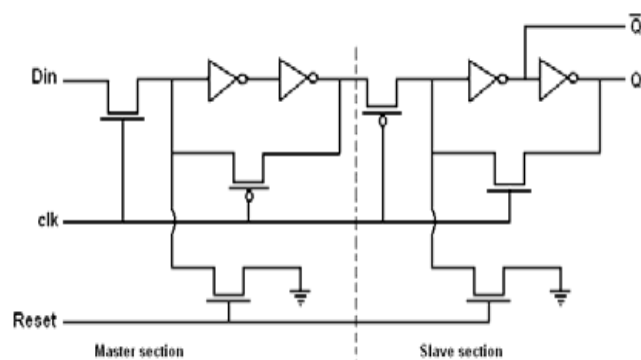 Q̅
Din
Q
clk
Reset
Master section
Slave section